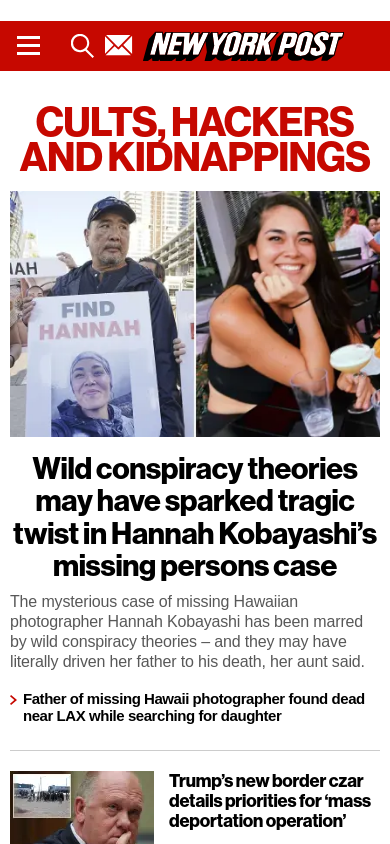 NEW YORK POST
CULTS, HACKERS
AND KIDNAPPINGS
IAH
FIND
HANNAH
Wild conspiracy theories
may have sparked tragic
twist in Hannah Kobayashi’s
missing persons case
The mysterious case of missing Hawaiian
photographer Hannah Kobayashi has been marred
by wild conspiracy theories – and they may have
literally driven her father to his death, her aunt said.
Father of missing Hawaii photographer found dead
near LAX while searching for daughter
Trump’s new border czar
details priorities for ‘mass
deportation operation’